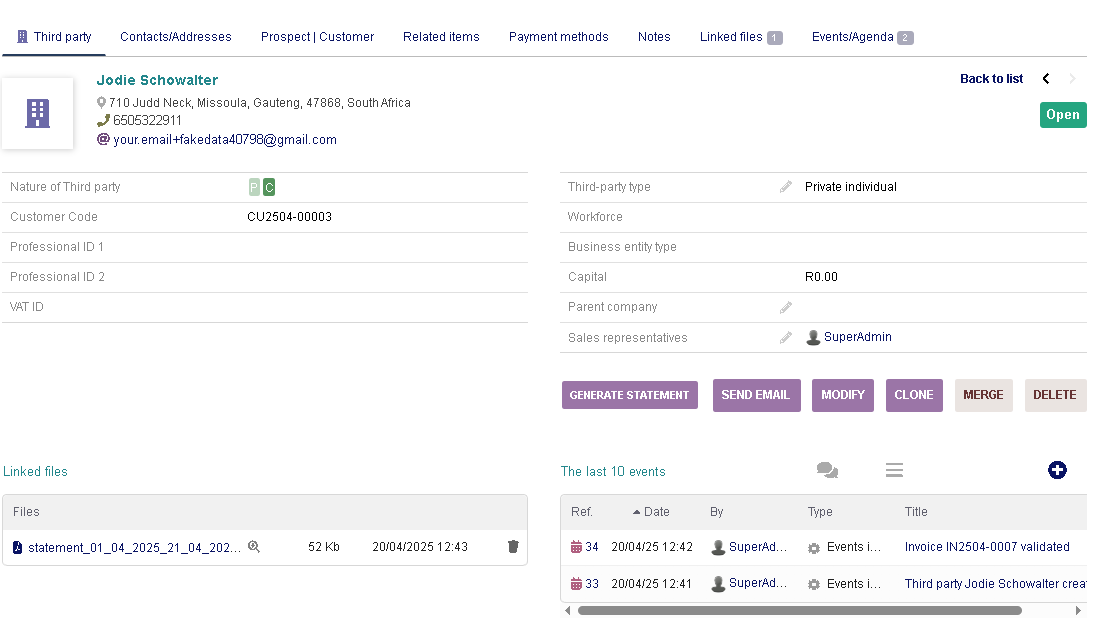 Third party Contacts/Addresses Prospect | Customer Related items Payment methods Notes Linked files 1 Events/Agenda 2
Jodie Schowalter
Back to list
710 Judd Neck, Missoula, Gauteng, 47868, South Africa
6505322911
Open
your.email+fakedata40798@gmail.com
Nature of Third party P C
Customer Code CU2504-00003
Professional ID 1
Professional ID 2
VAT ID
Third-party type Private individual
Workforce
Business entity type
Capital R0.00
Parent company
Sales representatives SuperAdmin
GENERATE STATEMENT SEND EMAIL MODIFY CLONE MERGE DELETE
Linked files
Files
statement_01_04_2025_21_04_202... 52 Kb 20/04/2025 12:43
The last 10 events
Ref. Date By Type Title
34 20/04/25 12:42 SuperAd... Events i... Invoice IN2504-0007 validated
33 20/04/25 12:41 SuperAd... Events i... Third party Jodie Schowalter crea